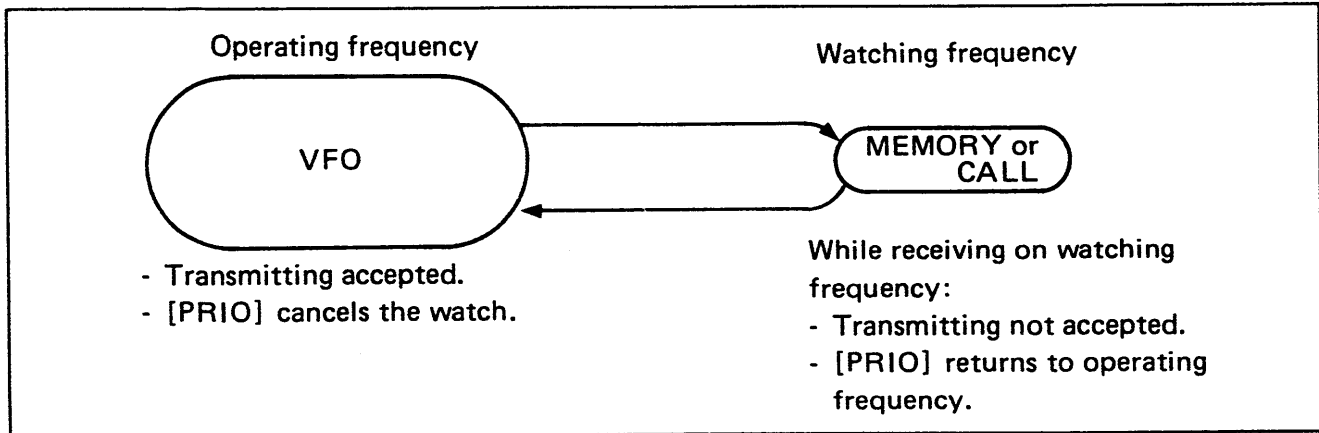 Operating frequency
Watching frequency
VFO
MEMORY or
CALL
- Transmitting accepted.
- [PRIO] cancels the watch.
While receiving on watching
frequency:
- Transmitting not accepted.
- [PRIO] returns to operating
frequency.